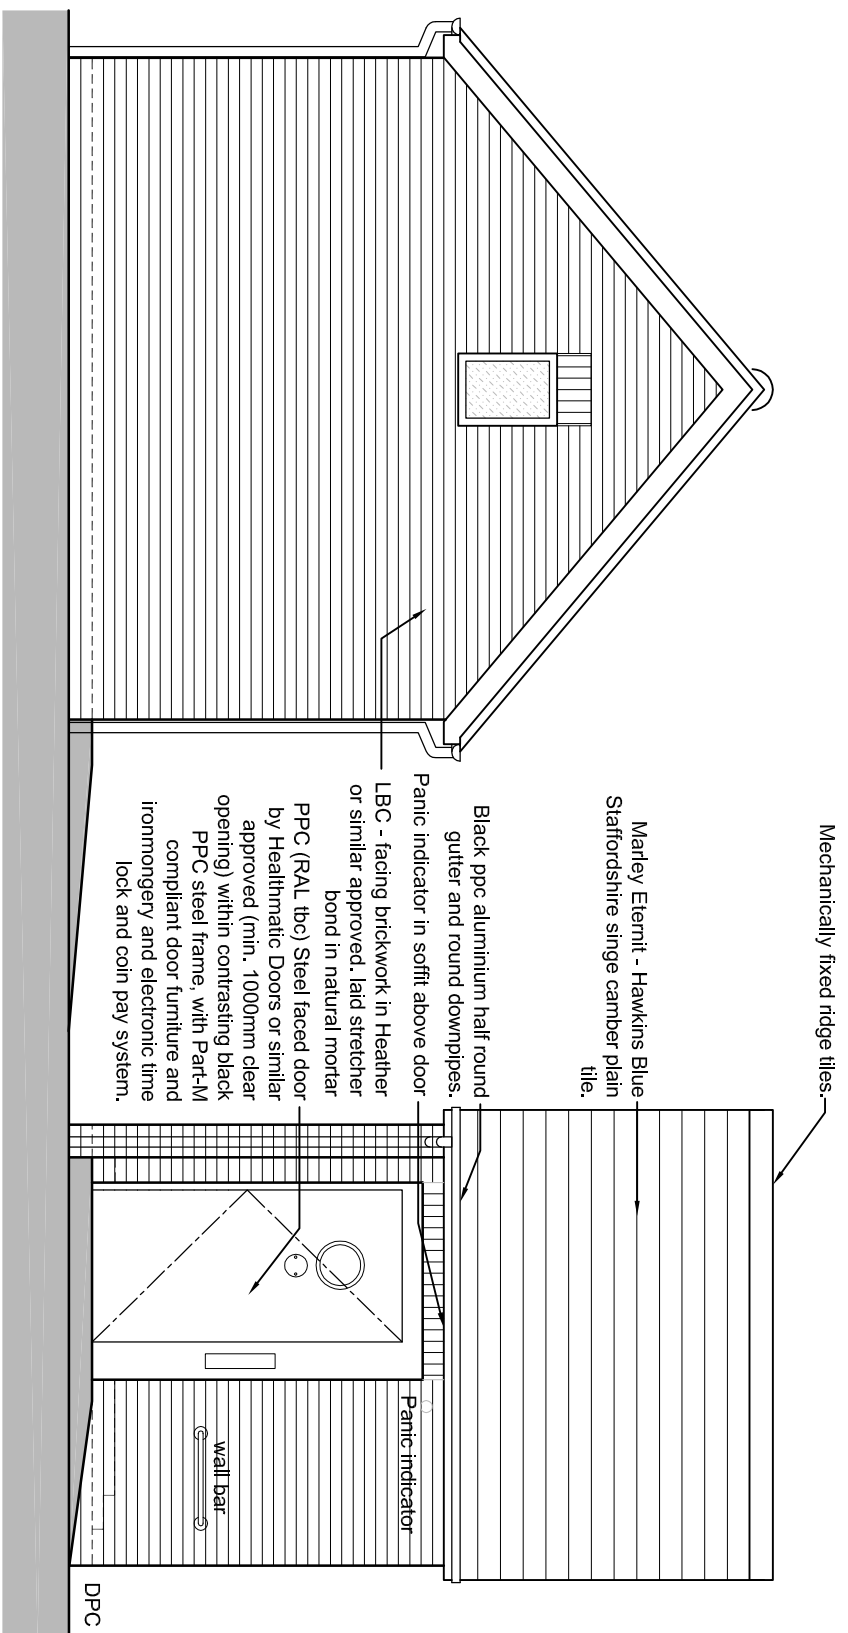 Mechanically fixed ridge tiles.
Marley Eternit - Hawkins Blue
Staffordshire singe camber plain
tile.
Black ppc aluminium half round
gutter and round downpipes.
Panic indicator in soffit above door
LBC - facing brickwork in Heather
or similar approved. laid stretcher
bond in natural mortar
PPC (RAL tbc) Steel faced door
by Healthmatic Doors or similar
approved (min. 1000mm clear
opening) within contrasting black
PPC steel frame, with Part-M
compliant door furniture and
ironmongery and electronic time
lock and coin pay system.
Panic indicator
wall bar
DPC